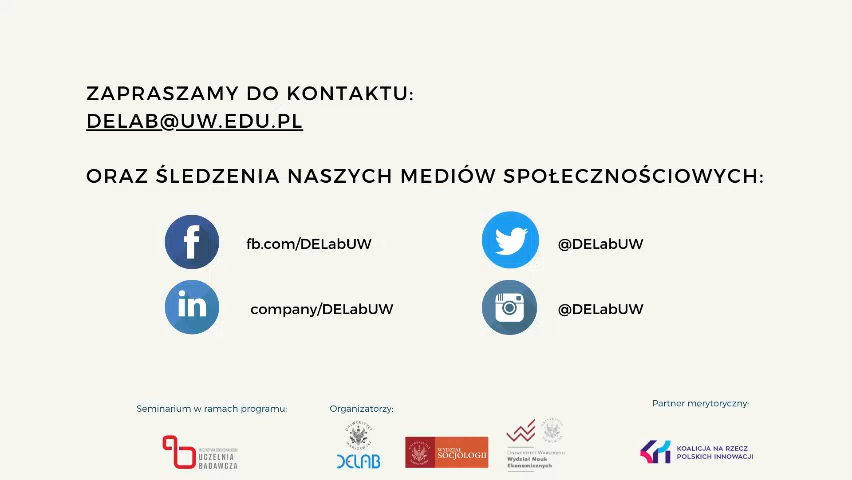 ZAPRASZAMY DO KONTAKTU:
DELAB@UW.EDU.PL
ORAZ ŚLEDZENIA NASZYCH MEDIÓW SPOŁECZNOŚCIOWYCH:
fb.com/DELabUW
@DELabUW
company/DELabUW
@DELabUW
Seminarium w ramach programu:
Organizatorzy:
Partner merytoryczny:
UCZELNIA
BADAWCZA
DELAB
WYDZIAŁ
SOCJOLOGII
Uniwersytet Warszawski
Wydział Nauk
Ekonomicznych
KOALICJA NA RZECZ
POLSKICH INNOWACJI